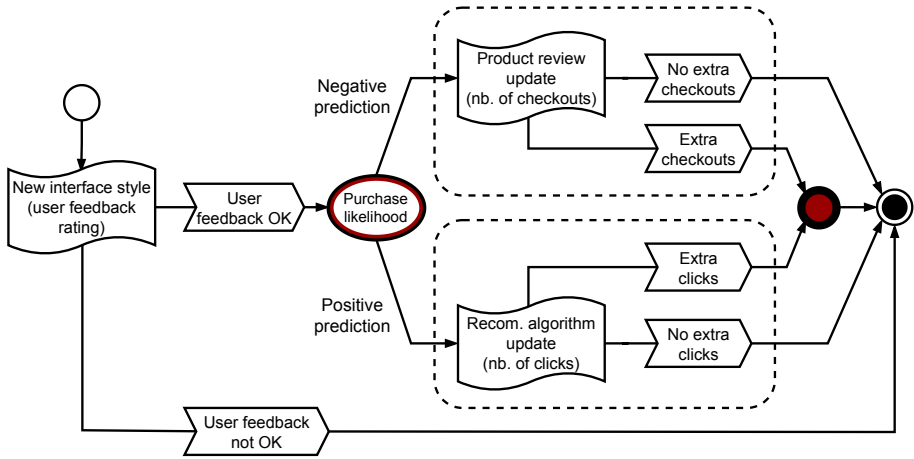 New interface style
(user feedback
rating)
User
feedback OK
Purchase
likelihood
Negative
prediction
Product review
update
(nb. of checkouts)
No extra
checkouts
Extra
checkouts
Positive
prediction
Recom. algorithm
update
(nb. of clicks)
Extra
clicks
No extra
clicks
User feedback
not OK